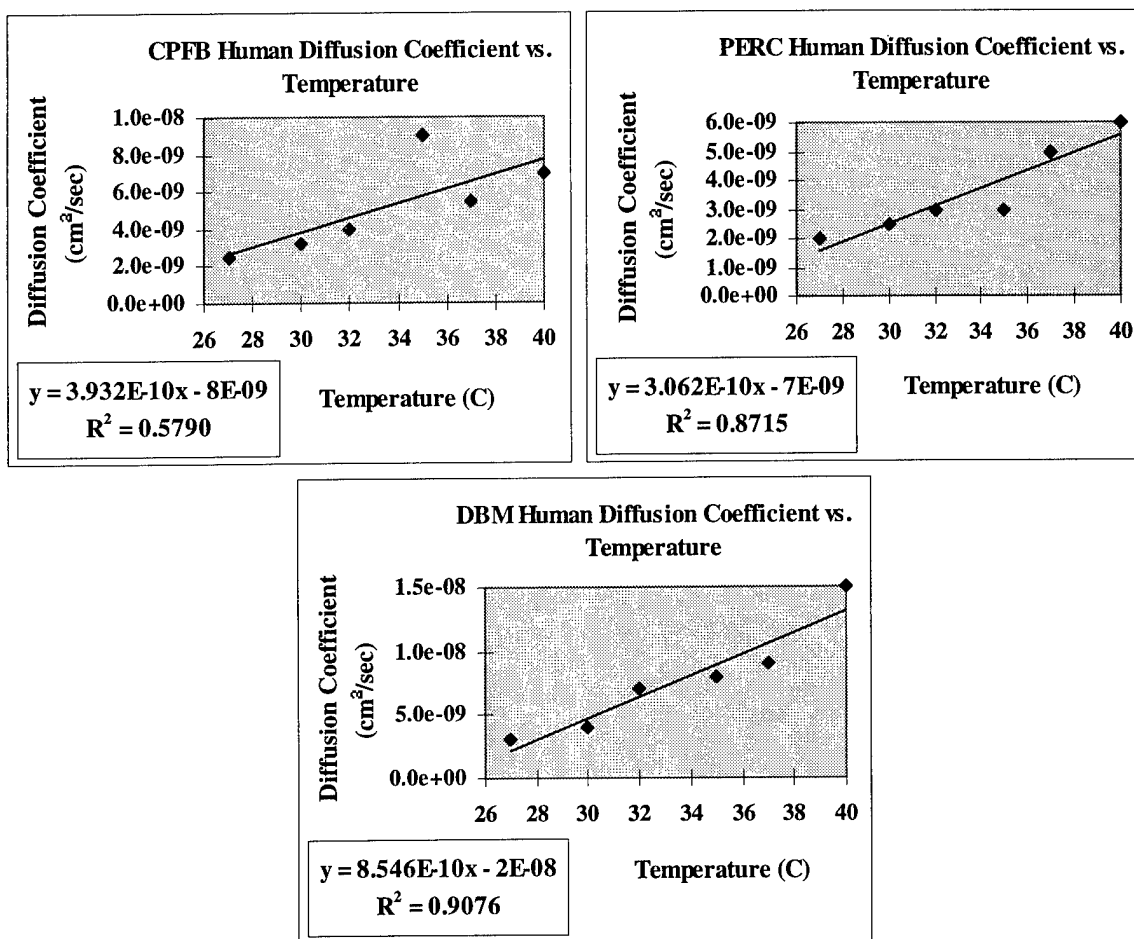 CPFB Human Diffusion Coefficient vs.
Temperature
Diffusion Coefficient
(cm²/sec)
1.0e-08
8.0e-09
6.0e-09
4.0e-09
2.0e-09
0.0e+00
26 28 30 32 34 36 38 40
Temperature (C)
y = 3.932E-10x - 8E-09
R² = 0.5790
PERC Human Diffusion Coefficient vs.
Temperature
Diffusion Coefficient
(cm²/sec)
6.0e-09
5.0e-09
4.0e-09
3.0e-09
2.0e-09
1.0e-09
0.0e+00
26 28 30 32 34 36 38 40
Temperature (C)
y = 3.062E-10x - 7E-09
R² = 0.8715
DBM Human Diffusion Coefficient vs.
Temperature
Diffusion Coefficient
(cm²/sec)
1.5e-08
1.0e-08
5.0e-09
0.0e+00
26 28 30 32 34 36 38 40
Temperature (C)
y = 8.546E-10x - 2E-08
R² = 0.9076